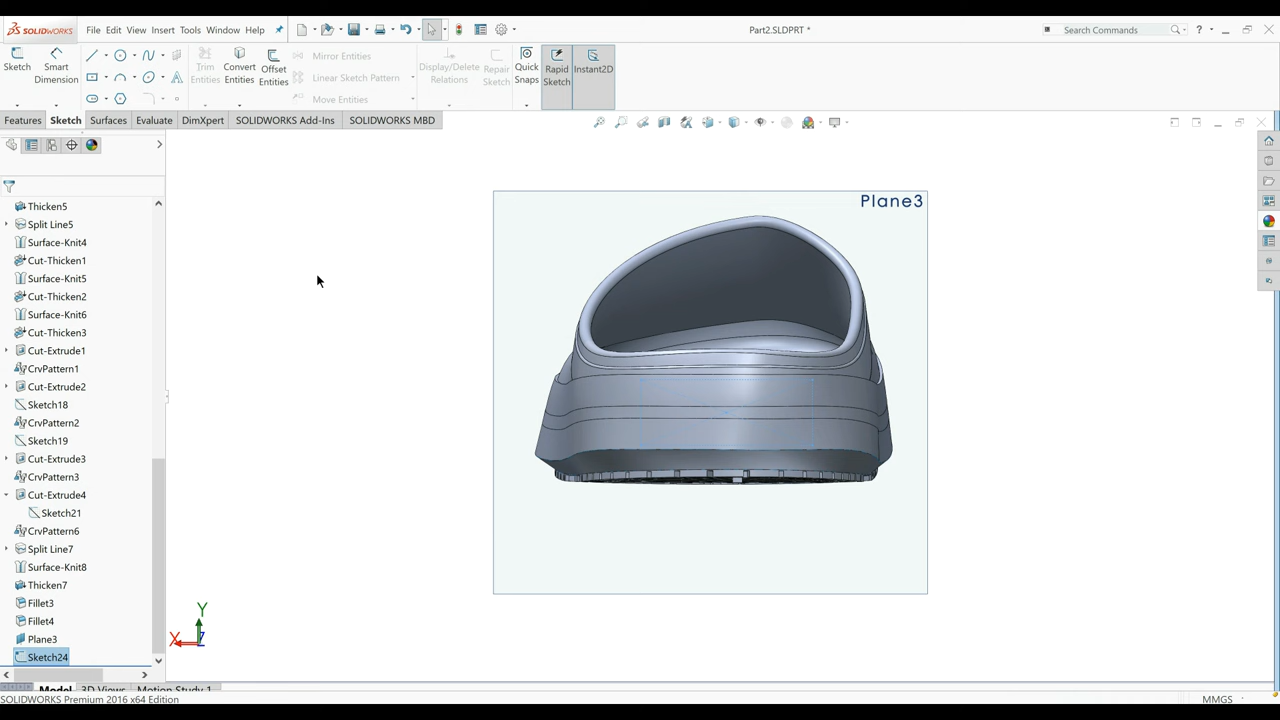 SOLIDWORKS File Edit View Insert Tools Window Help Part2.SLDPRT * Search Commands
Sketch Smart Dimension Trim Entities Convert Entities Offset Entities Mirror Entities Linear Sketch Pattern Move Entities Display/Delete Relations Repair Sketch Quick Snaps Rapid Sketch Instant2D
Features Sketch Surfaces Evaluate DimXpert SOLIDWORKS Add-Ins SOLIDWORKS MBD
Plane3
Thicken5
Split Line5
Surface-Knit4
Cut-Thicken1
Surface-Knit5
Cut-Thicken2
Surface-Knit6
Cut-Thicken3
Cut-Extrude1
CrvPattern1
Cut-Extrude2
Sketch18
CrvPattern2
Sketch19
Cut-Extrude3
CrvPattern3
Cut-Extrude4
Sketch21
CrvPattern6
Split Line7
Surface-Knit8
Thicken7
Fillet3
Fillet4
Plane3
Sketch24
Y
X Z
Model 3D Views Motion Study 1
SOLIDWORKS Premium 2016 x64 Edition MMGS